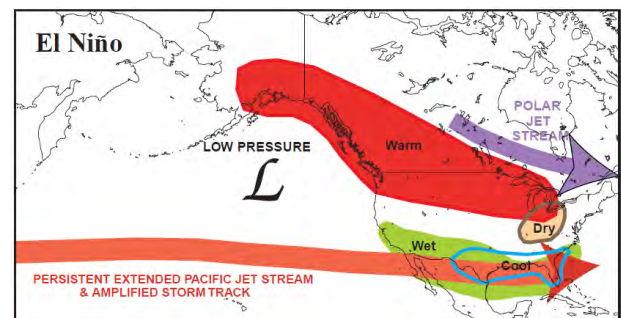 El Niño
POLAR
JET
STREAM
LOW PRESSURE
L
Warm
Dry
Wet
Cool
PERSISTENT EXTENDED PACIFIC JET STREAM
& AMPLIFIED STORM TRACK